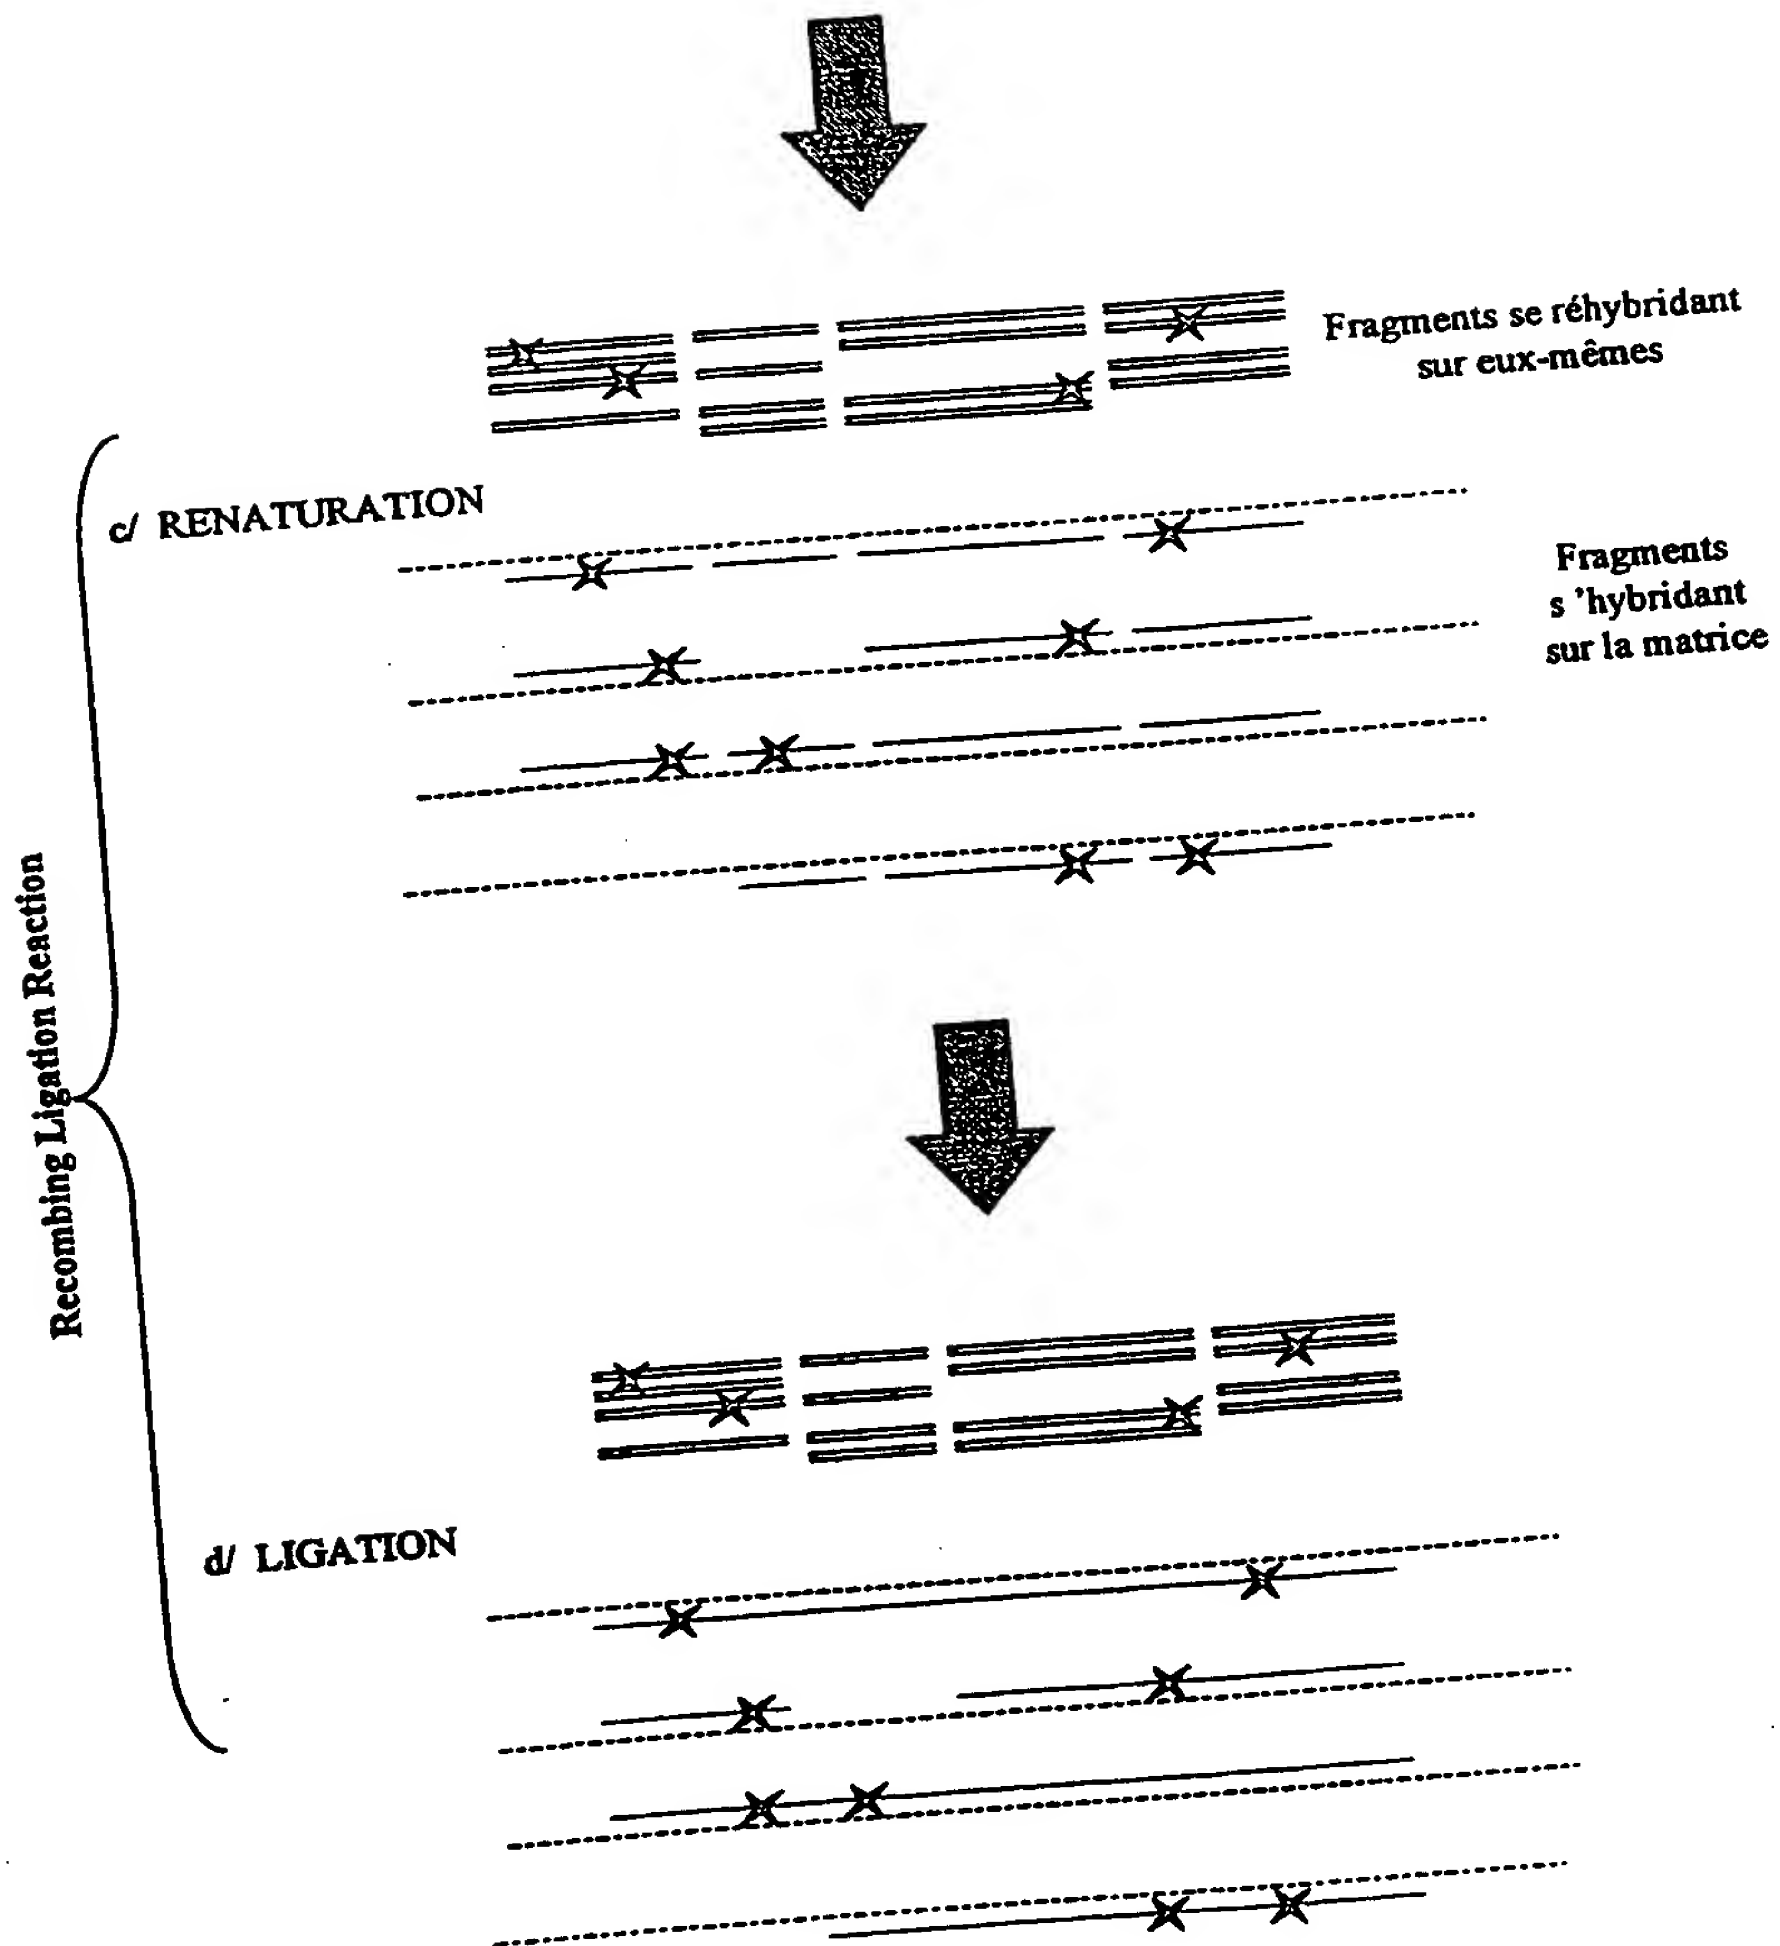 Fragments se réhybridant
sur eux-mêmes
c/ RENATURATION
Fragments
s 'hybridant
sur la matrice
Recombing Ligation Reaction
d/ LIGATION